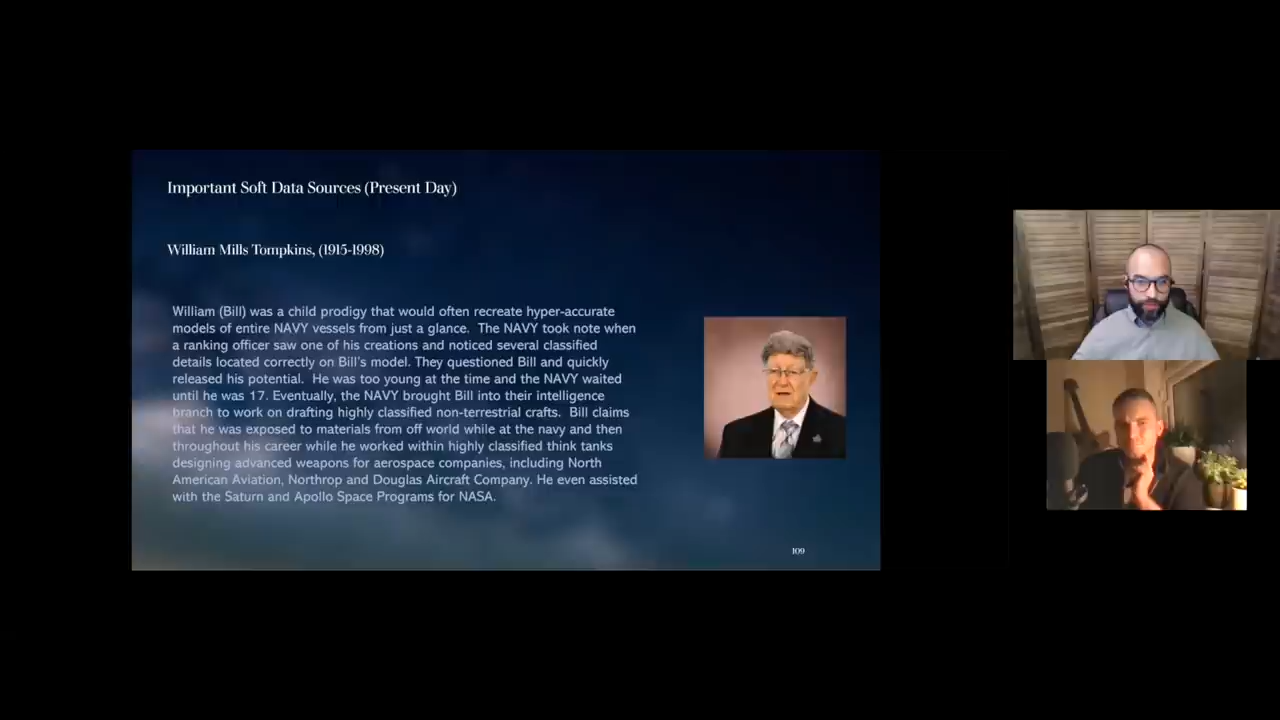 Important Soft Data Sources (Present Day)
William Mills Tompkins, (1915-1998)
William (Bill) was a child prodigy that would often recreate hyper-accurate
models of entire NAVY vessels from just a glance.  The NAVY took note when
a ranking officer saw one of his creations and noticed several classified
details located correctly on Bill's model. They questioned Bill and quickly
released his potential.  He was too young at the time and the NAVY waited
until he was 17. Eventually, the NAVY brought Bill into their intelligence
branch to work on drafting highly classified non-terrestrial crafts.  Bill claims
that he was exposed to materials from off world while at the navy and then
throughout his career while he worked within highly classified think tanks
designing advanced weapons for aerospace companies, including North
American Aviation, Northrop and Douglas Aircraft Company. He even assisted
with the Saturn and Apollo Space Programs for NASA.
109